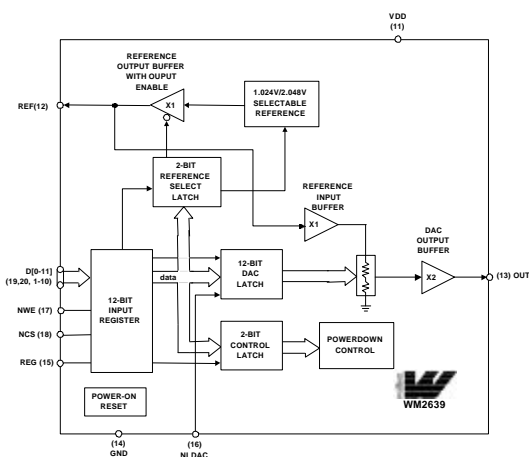 VDD
(11)
REFERENCE
OUTPUT BUFFER
WITH OUPUT
ENABLE
X1
1.024V/2.048V
SELECTABLE
REFERENCE
REF(12)
2-BIT
REFERENCE
SELECT
LATCH
REFERENCE
INPUT
BUFFER
X1
DAC
OUTPUT
BUFFER
X2
(13) OUT
D[0-11]
(19,20, 1-10)
12-BIT
INPUT
REGISTER
data
12-BIT
DAC
LATCH
NWE (17)
NCS (18)
REG (15)
2-BIT
CONTROL
LATCH
POWERDOWN
CONTROL
POWER-ON
RESET
WM2639
(14)
GND
(16)
NLDAC